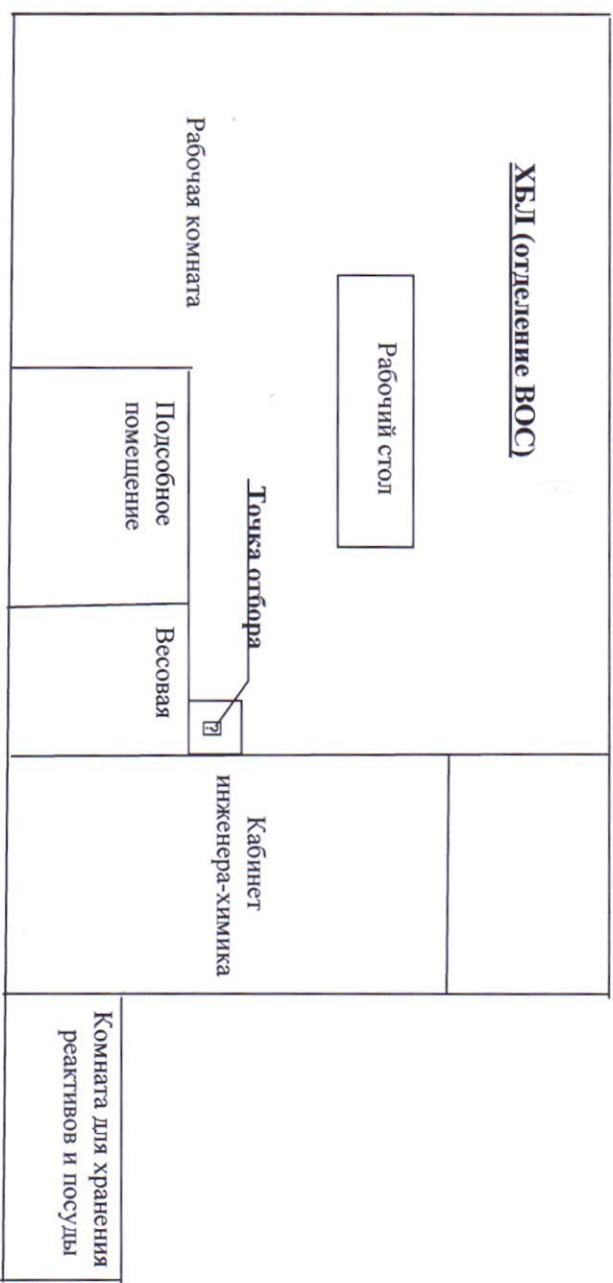 ХБЛ (отделение ВОС)
Рабочий стол
Рабочая комната
Точка отбора
?
Подсобное
помещение
Весовая
Кабинет
инженера-химика
Комната для хранения
реактивов и посуды